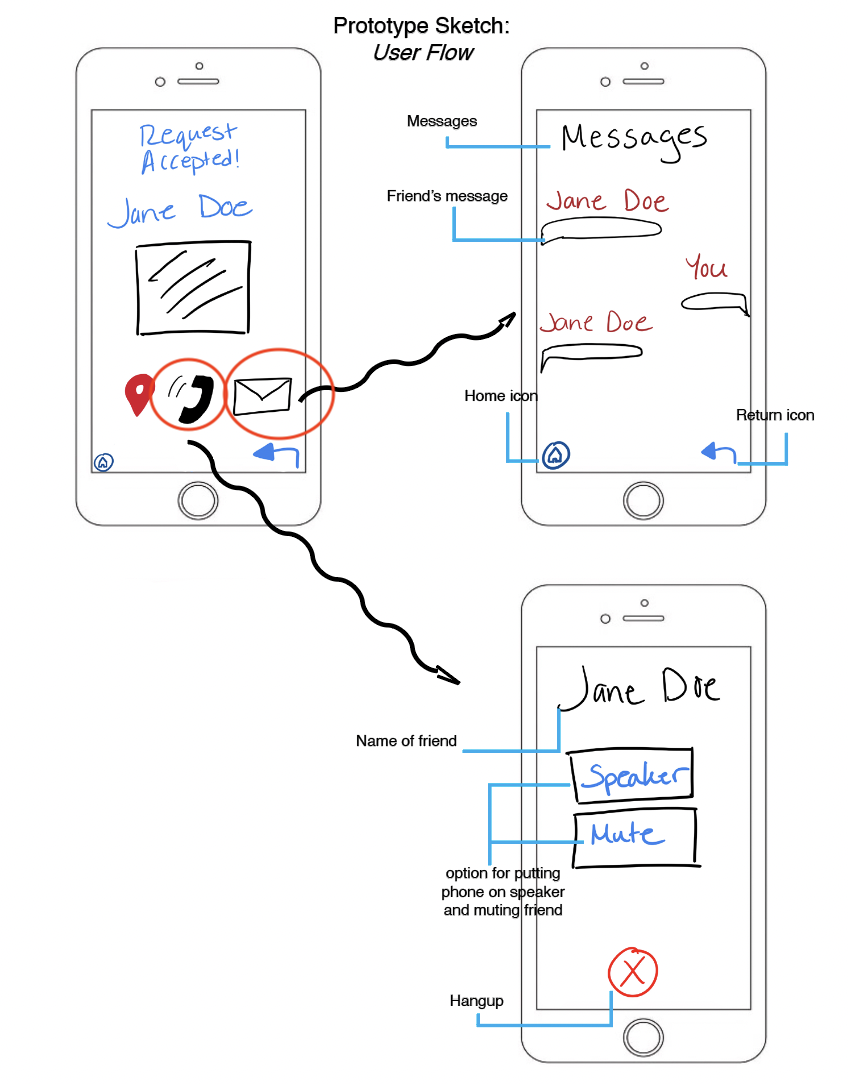 Prototype Sketch:
User Flow
Request
Accepted!
Jane Doe
Messages
Messages
Friend's message
Jane Doe
You
Jane Doe
Home icon
Return icon
Jane Doe
Name of friend
Speaker
Mute
option for putting
phone on speaker
and muting friend
X
Hangup